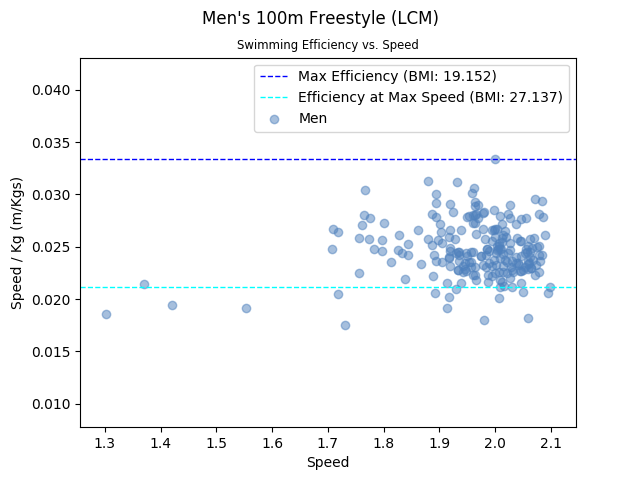 Men's 100m Freestyle (LCM)
Swimming Efficiency vs. Speed
Max Efficiency (BMI: 19.152)
Efficiency at Max Speed (BMI: 27.137)
Men
Speed / Kg (m/Kgs)
0.040
0.035
0.030
0.025
0.020
0.015
0.010
1.3 1.4 1.5 1.6 1.7 1.8 1.9 2.0 2.1
Speed